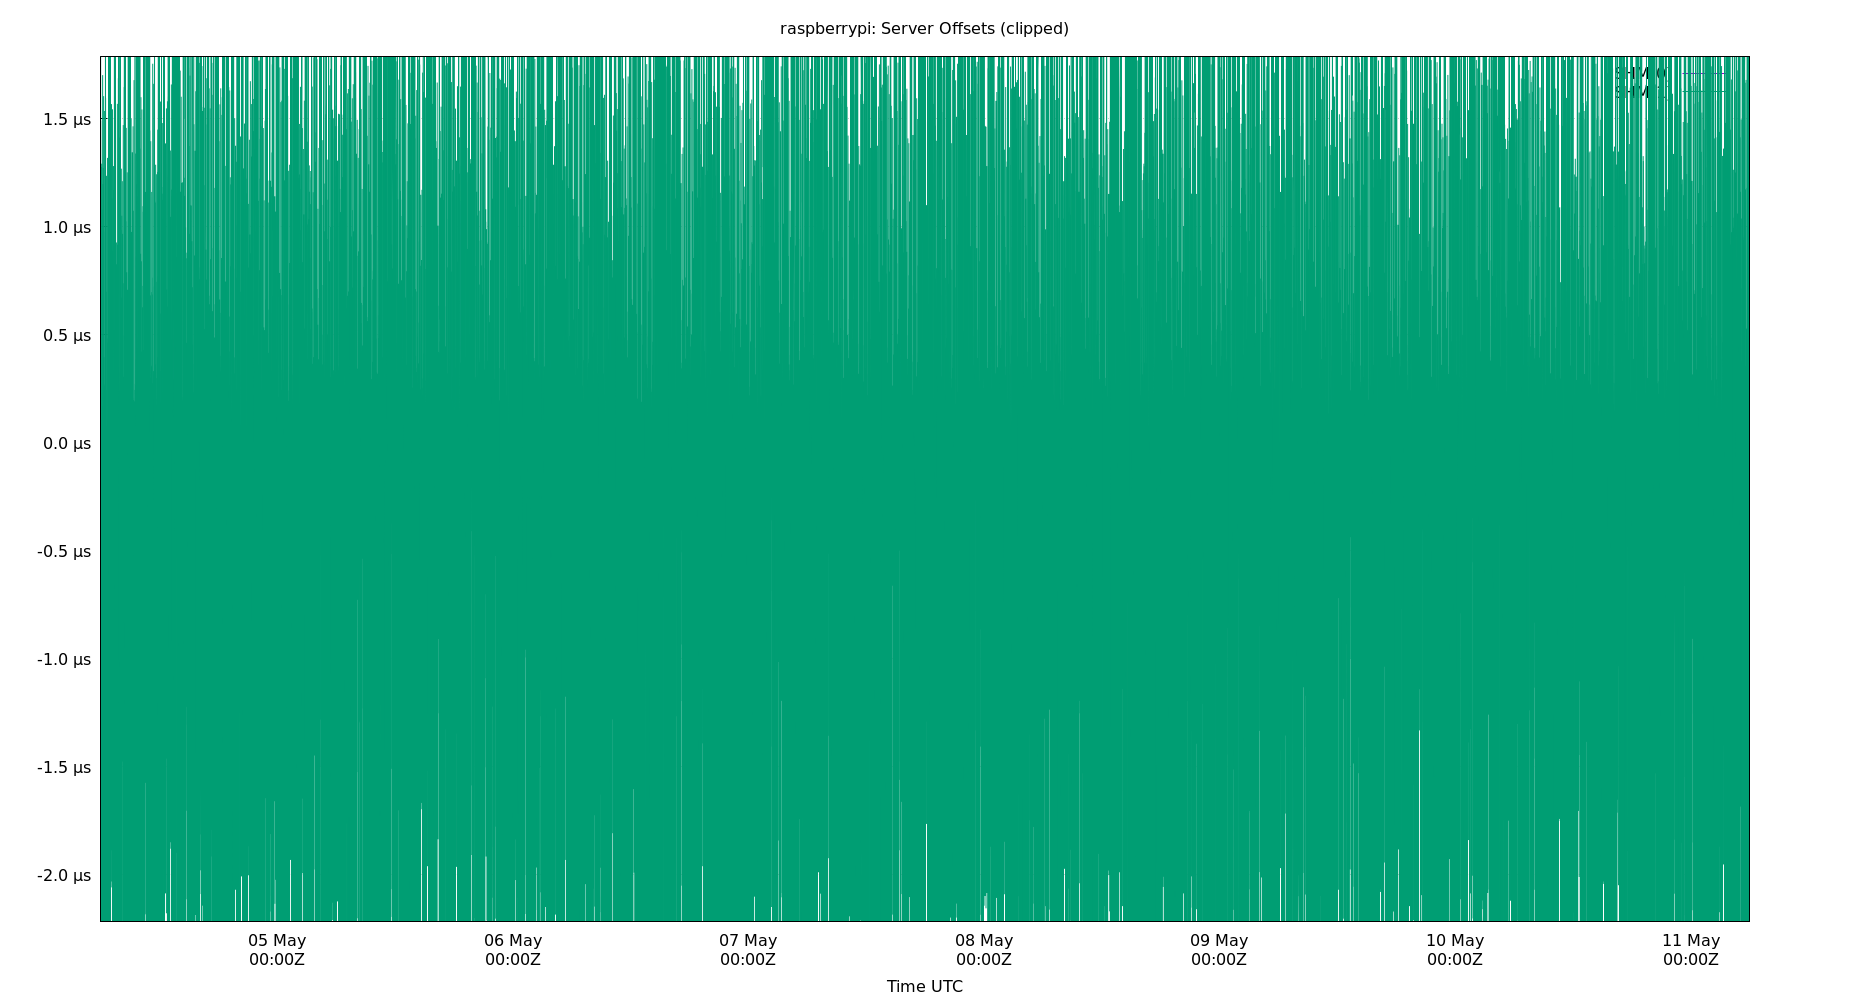 raspberrypi: Server Offsets (clipped)
1.5 µs
1.0 µs
0.5 µs
0.0 µs
-0.5 µs
-1.0 µs
-1.5 µs
-2.0 µs
05 May 06 May 07 May 08 May 09 May 10 May 11 May
00:00Z 00:00Z 00:00Z 00:00Z 00:00Z 00:00Z 00:00Z
Time UTC